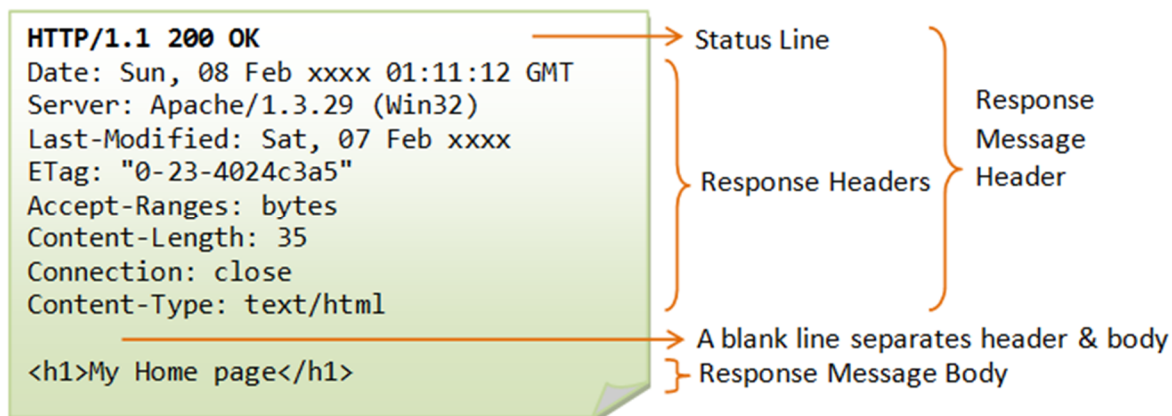 HTTP/1.1 200 OK
Date: Sun, 08 Feb xxxx 01:11:12 GMT
Server: Apache/1.3.29 (Win32)
Last-Modified: Sat, 07 Feb xxxx
ETag: "0-23-4024c3a5"
Accept-Ranges: bytes
Content-Length: 35
Connection: close
Content-Type: text/html
<h1>My Home page</h1>
Status Line
Response Headers
A blank line separates header & body
Response Message Body
Response
Message
Header